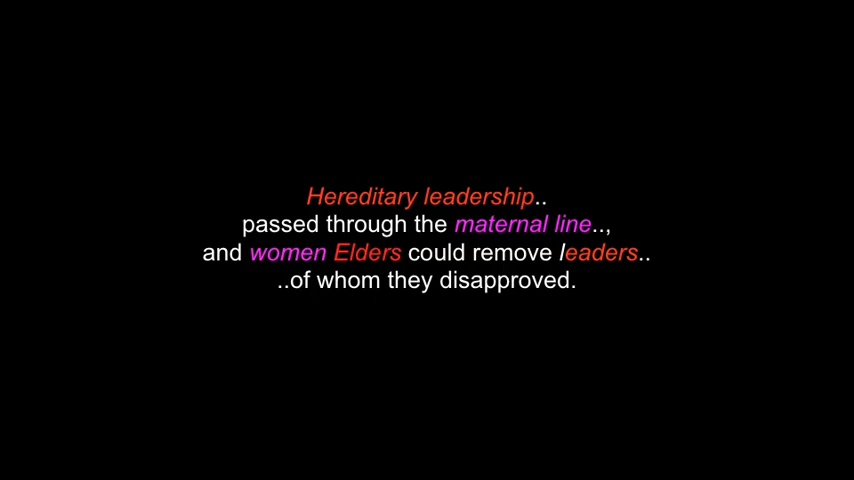 Hereditary leadership..
passed through the maternal line..,
and women Elders could remove leaders..
..of whom they disapproved.